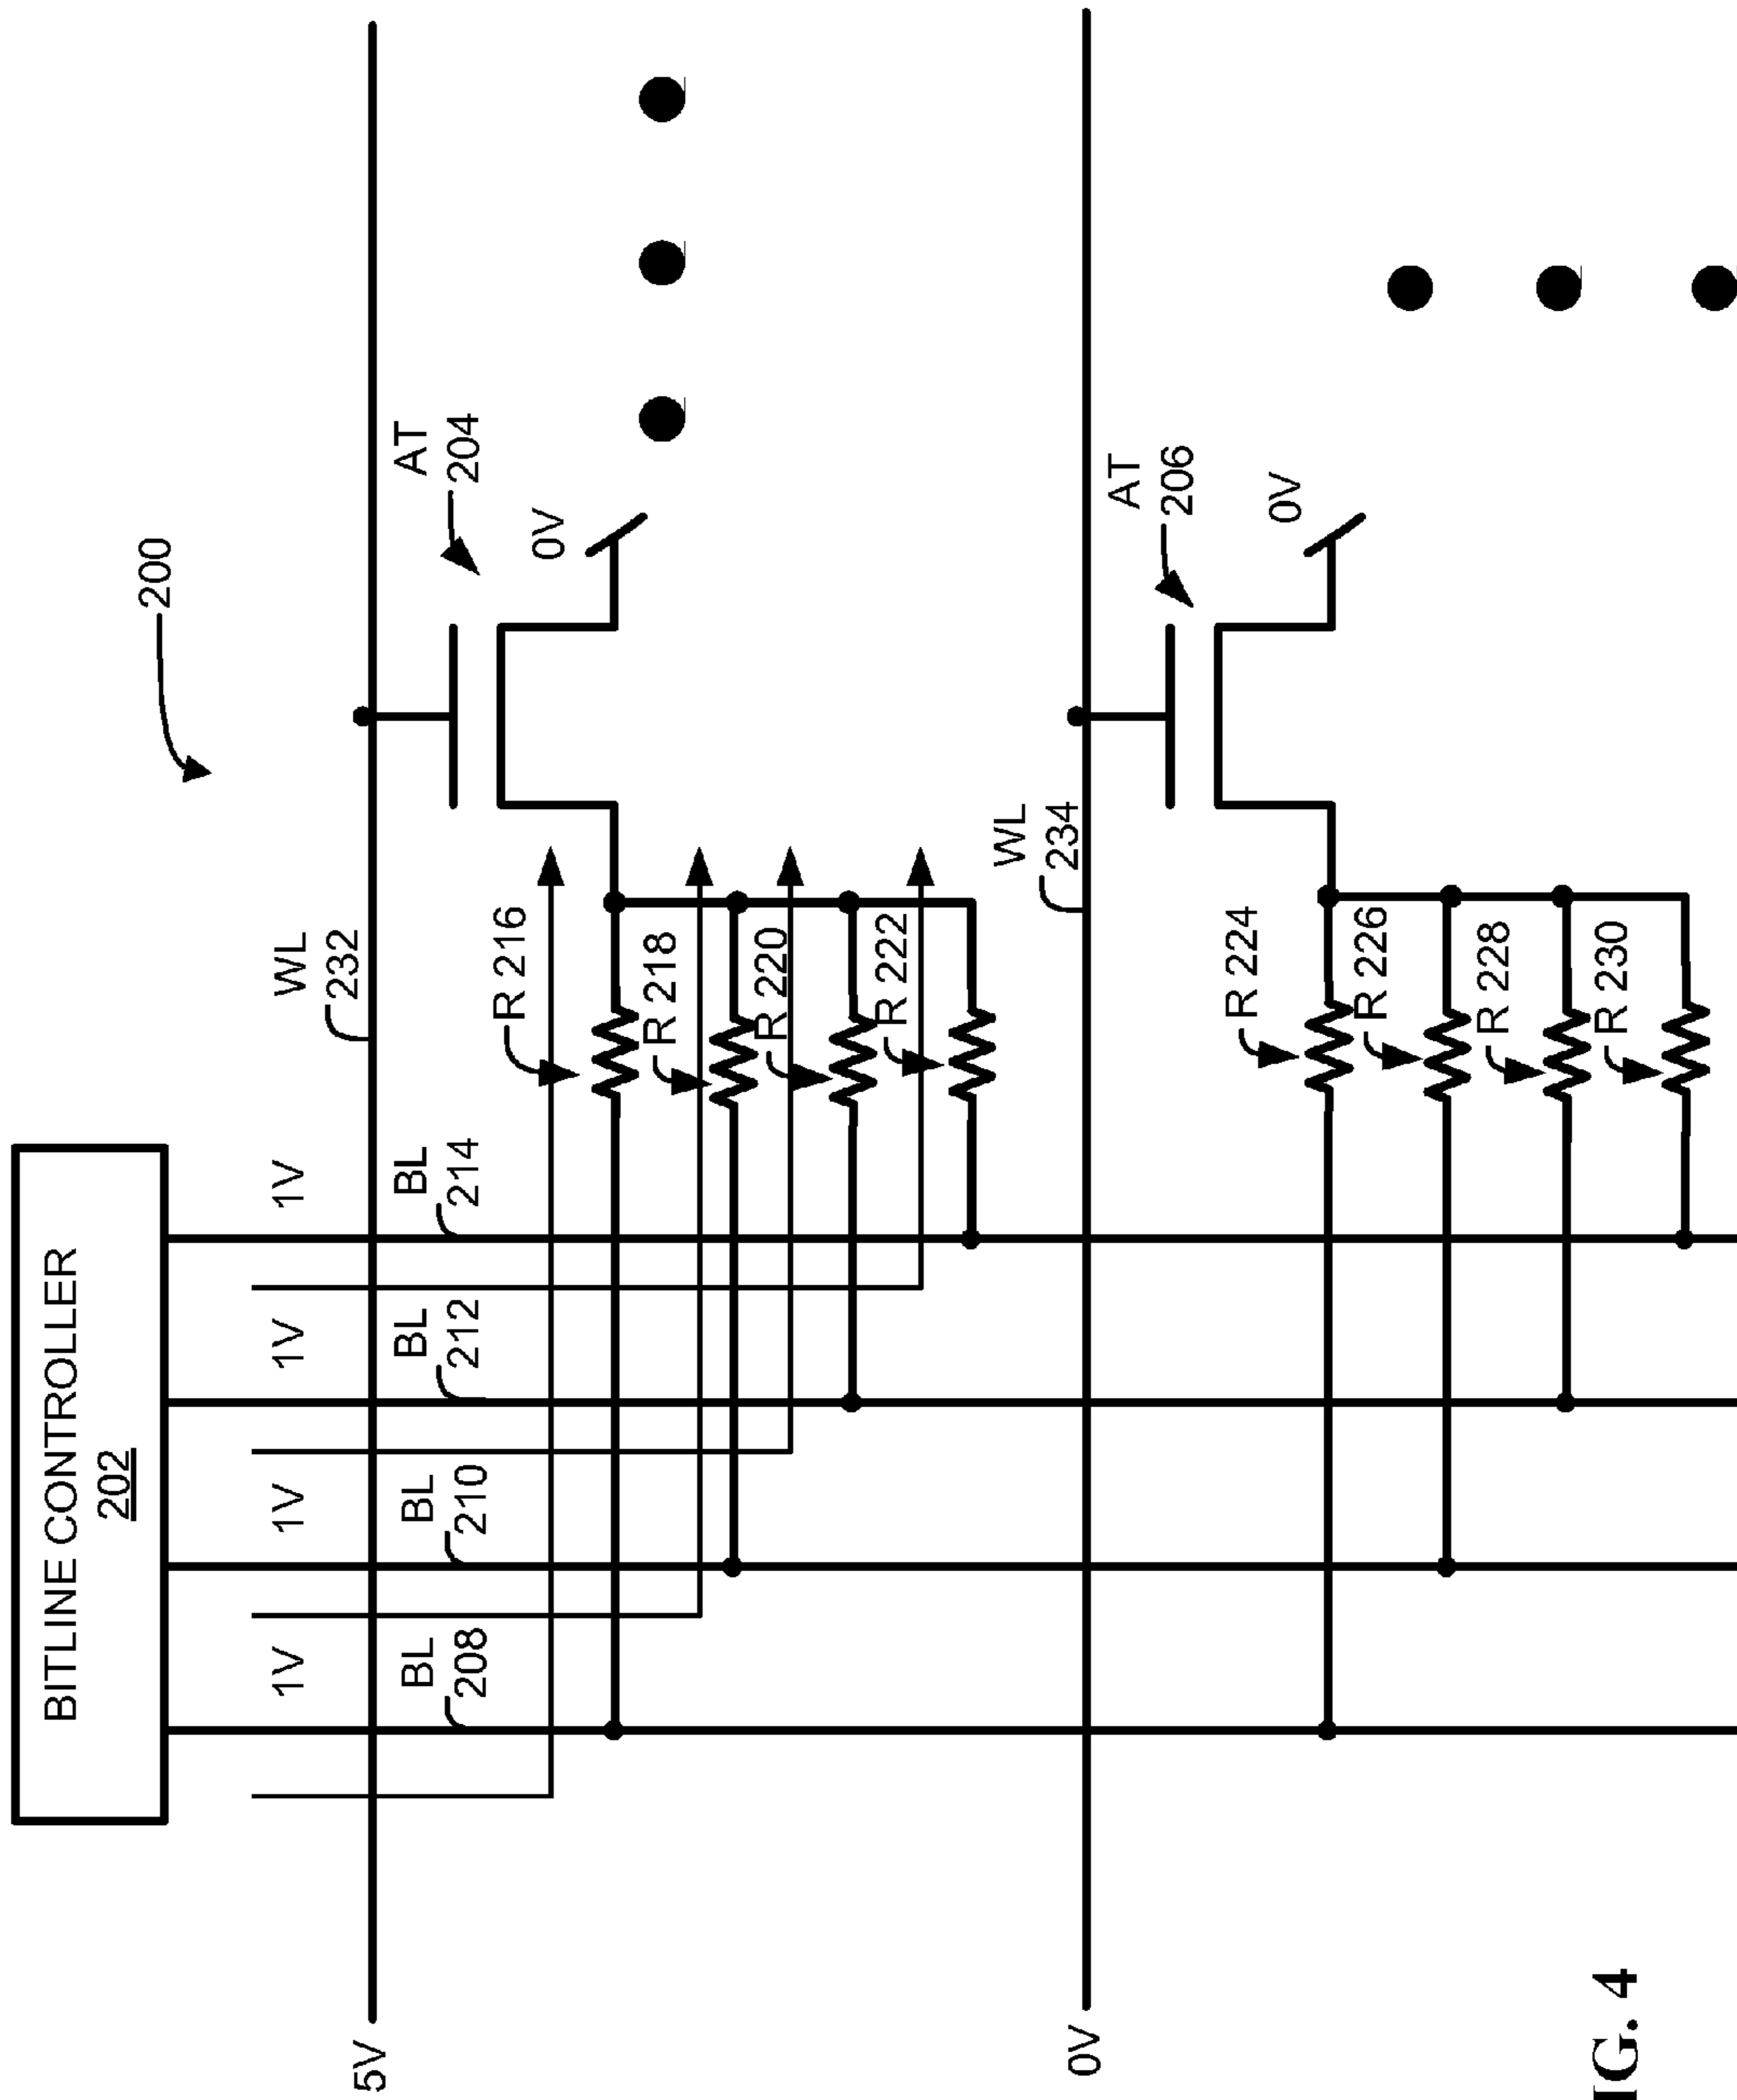 200
BITLINE CONTROLLER
202
1V
1V
1V
1V
5V
WL
232
BL
208
BL
210
BL
212
BL
214
AT
204
0V
R 216
R 218
R 220
R 222
0V
WL
234
AT
206
0V
R 224
R 226
R 228
R 230
IG. 4